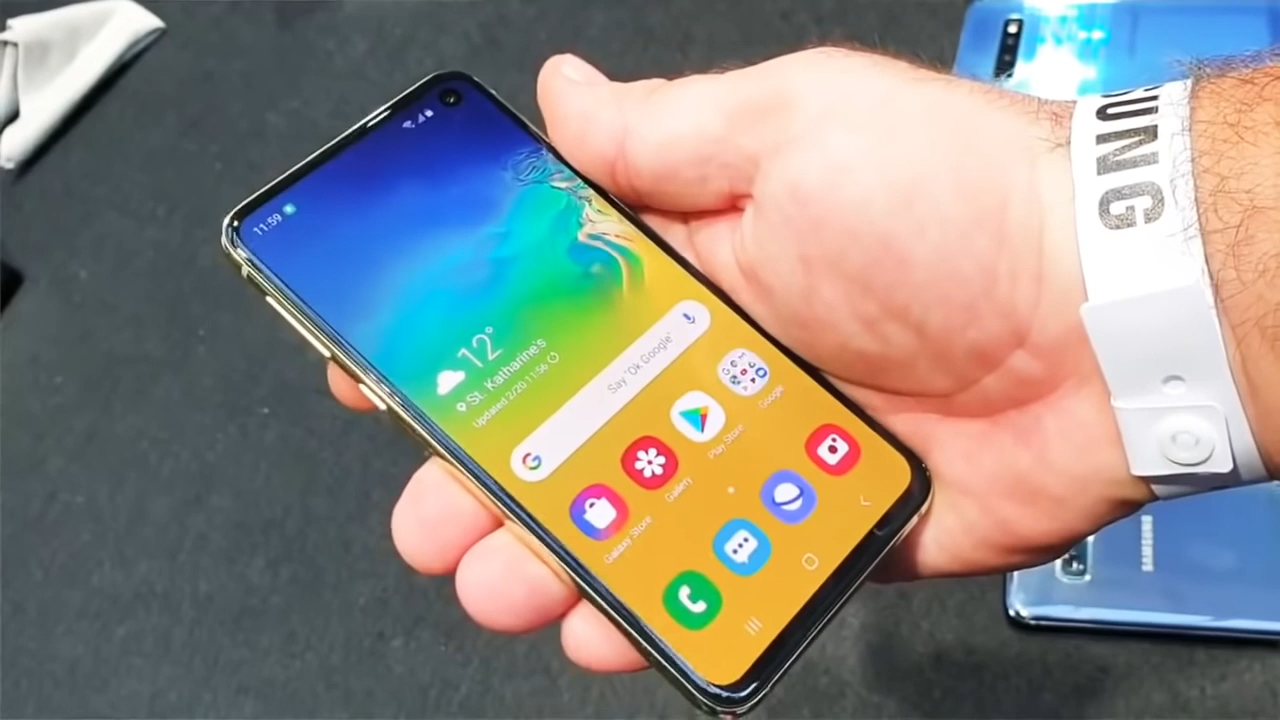 11:59
12°
St. Katharine's
Updated 2/20 11:56
Say "Ok Google"
Galaxy Store
Gallery
Play Store
Google
SUNG
SAMSUNG